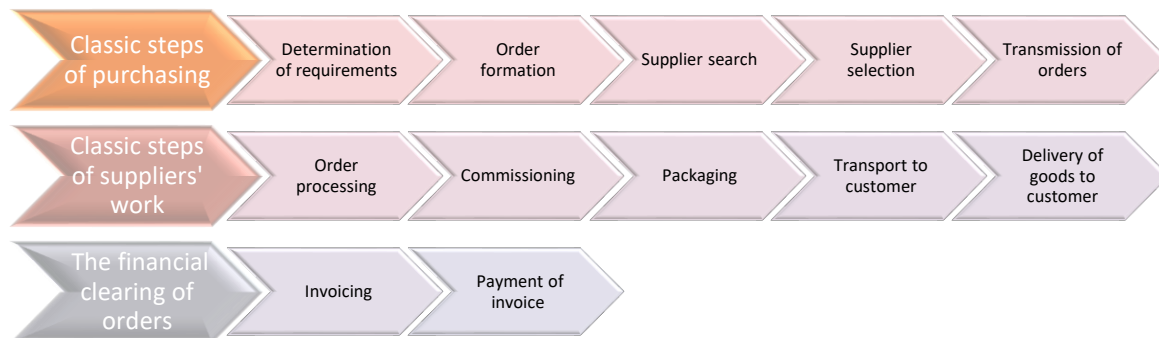 Classic steps
of purchasing
Determination
of requirements
Order
formation
Supplier search
Supplier
selection
Transmission of
orders
Classic steps
of suppliers'
work
Order
processing
Commissioning
Packaging
Transport to
customer
Delivery of
goods to
customer
The financial
clearing of
orders
Invoicing
Payment of
invoice